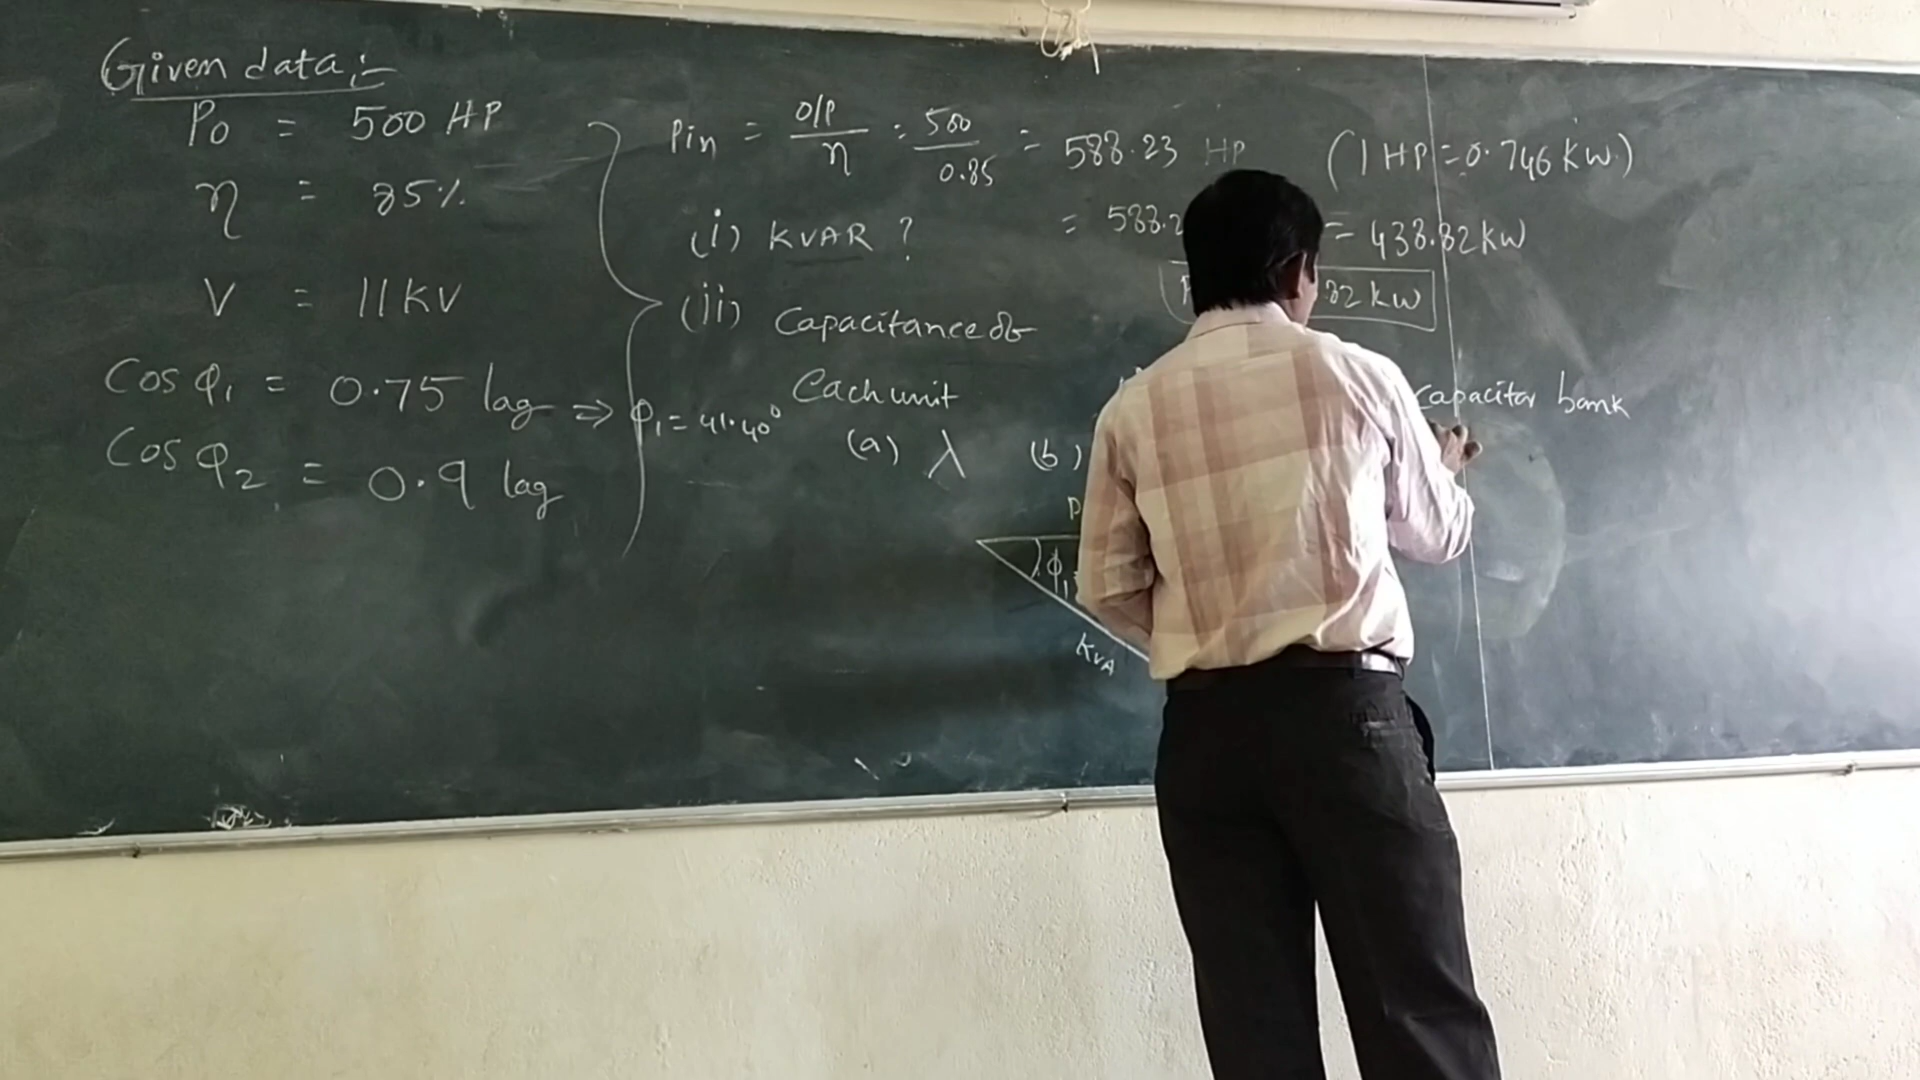 Given data:-
Po = 500 HP
η = 85%
V = 11KV
Cos φ1 = 0.75 lag ⇒ φ1 = 41.40°
Cos φ2 = 0.9 lag
Pin = O/P / η = 500 / 0.85 = 588.23 HP (1 HP = 0.746 KW)
= 588.2 = 438.82 KW
.82 KW
(i) KVAR ?
(ii) Capacitance of
Each unit
(a) λ (b)
Capacitor bank
P
φ1
KVA